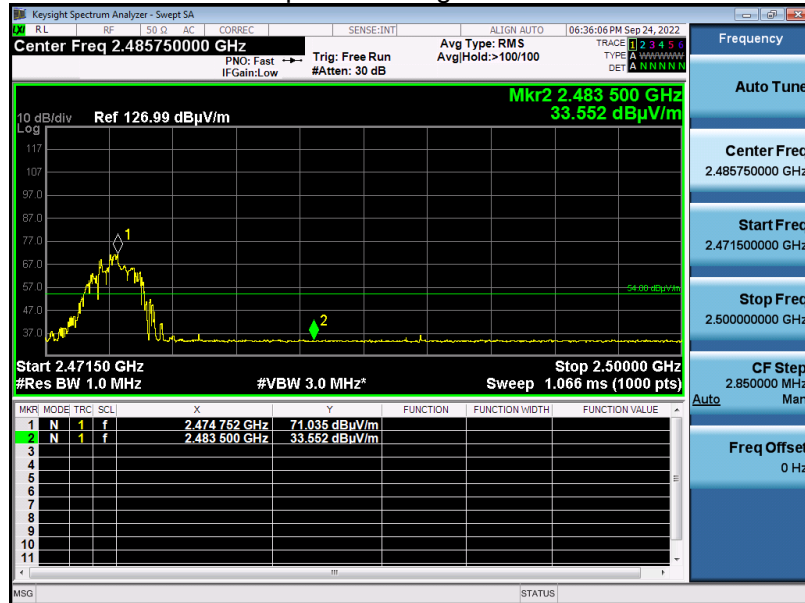 Keysight Spectrum Analyzer - Swept SA
RL RF 50 Ω AC CORREC SENSE:INT ALIGN AUTO 06:36:06 PM Sep 24, 2022
Center Freq 2.485750000 GHz
PNO: Fast
IFGain:Low
Trig: Free Run
#Atten: 30 dB
Avg Type: RMS
Avg|Hold:>100/100
TRACE 1 2 3 4 5 6
TYPE A WWWWW
DET A N N N N N
Mkr2 2.483 500 GHz
33.552 dBµV/m
10 dB/div Ref 126.99 dBµV/m
Log
117
107
97.0
87.0
77.0
67.0
57.0
47.0
37.0
1
2
54.00 dBµV/m
Start 2.47150 GHz Stop 2.50000 GHz
#Res BW 1.0 MHz #VBW 3.0 MHz* Sweep 1.066 ms (1000 pts)
MKR MODE TRC SCL X Y FUNCTION FUNCTION WIDTH FUNCTION VALUE
1 N 1 f 2.474 752 GHz 71.035 dBµV/m
2 N 1 f 2.483 500 GHz 33.552 dBµV/m
3
4
5
6
7
8
9
10
11
MSG STATUS
Frequency
Auto Tune
Center Freq
2.485750000 GHz
Start Freq
2.471500000 GHz
Stop Freq
2.500000000 GHz
CF Step
2.850000 MHz
Auto Man
Freq Offset
0 Hz